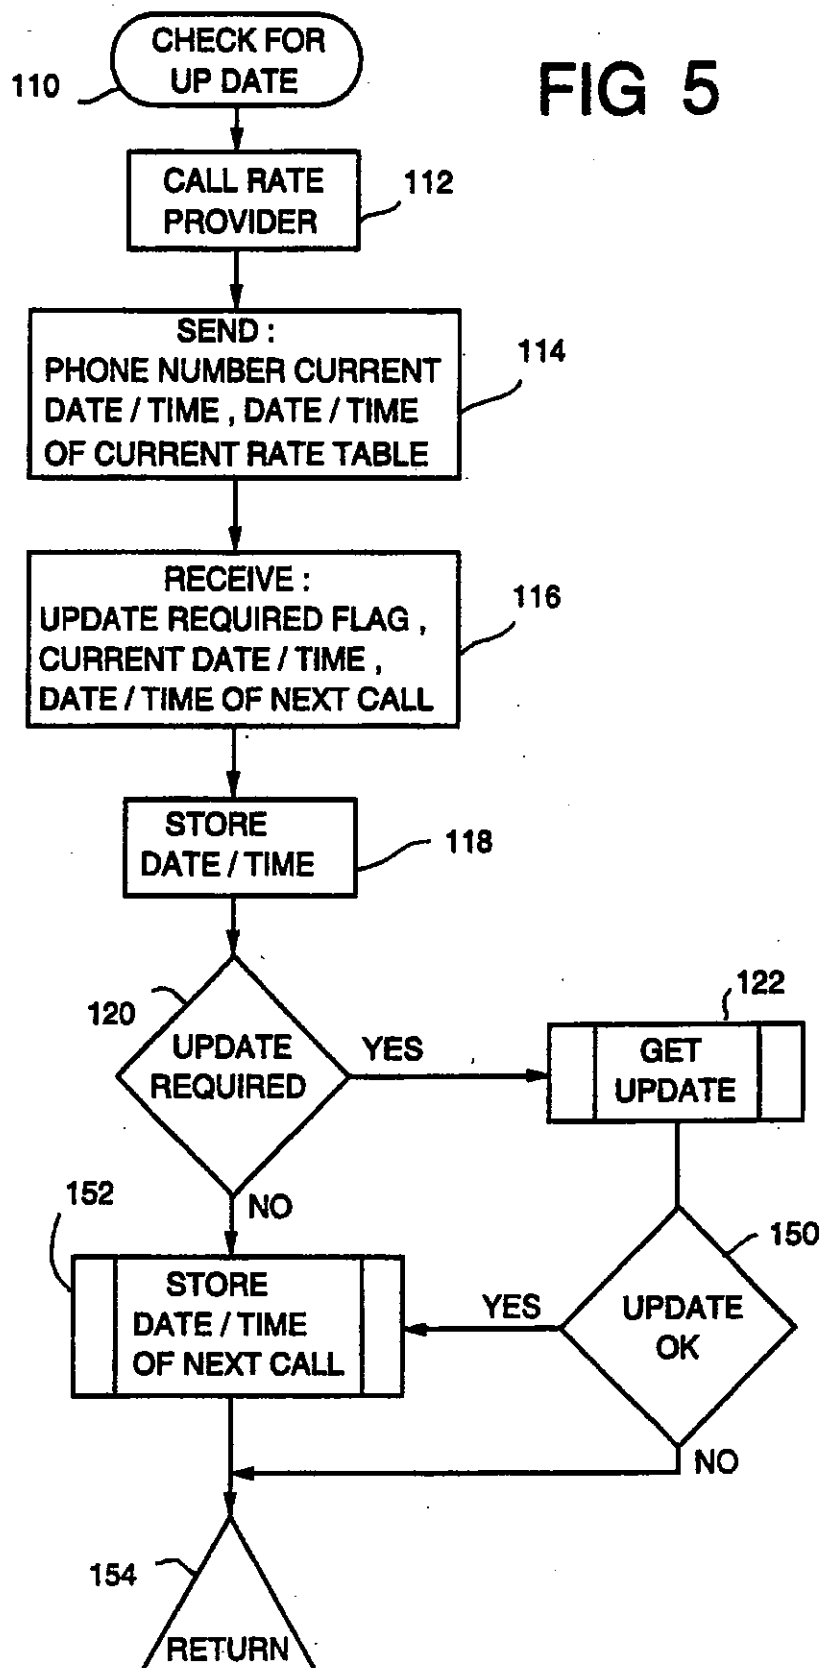 CHECK FOR
UP DATE
110
FIG 5
CALL RATE
PROVIDER
112
SEND :
PHONE NUMBER CURRENT
DATE / TIME , DATE / TIME
OF CURRENT RATE TABLE
114
RECEIVE :
UPDATE REQUIRED FLAG ,
CURRENT DATE / TIME ,
DATE / TIME OF NEXT CALL
116
STORE
DATE / TIME
118
120
UPDATE
REQUIRED
YES
122
GET
UPDATE
NO
152
STORE
DATE / TIME
OF NEXT CALL
YES
150
UPDATE
OK
NO
154
RETURN